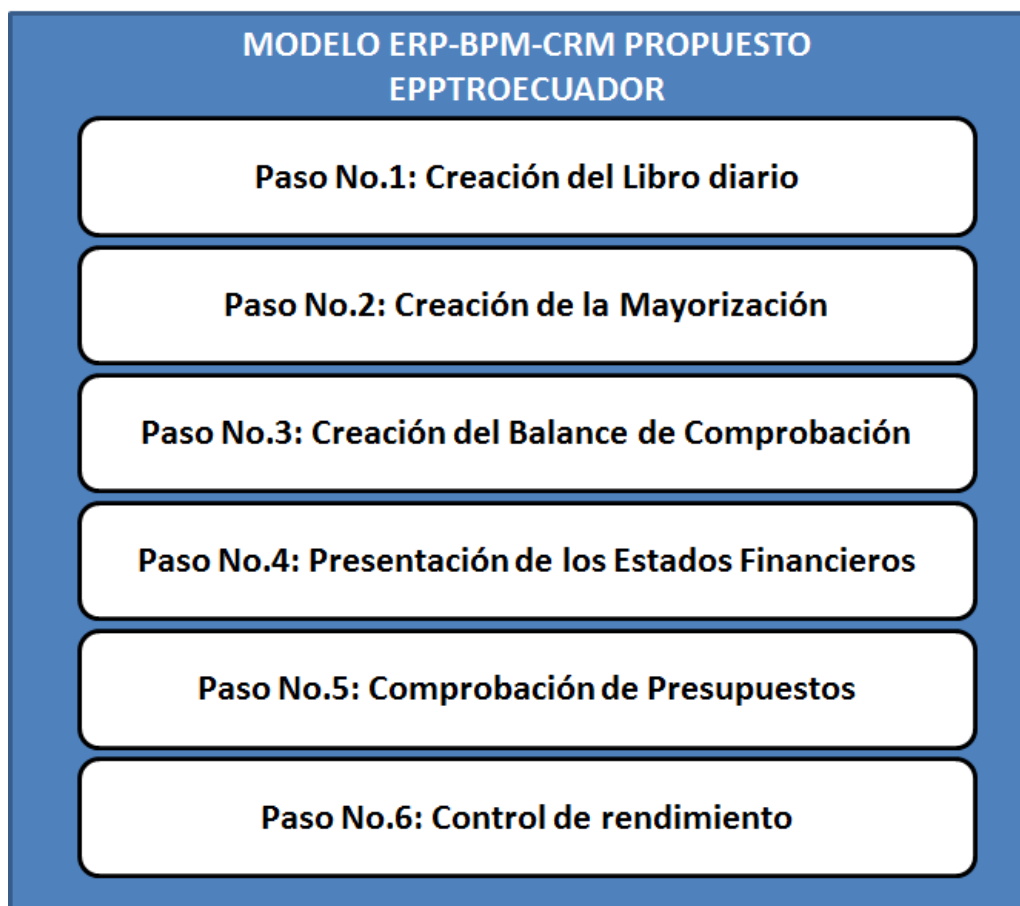 MODELO ERP-BPM-CRM PROPUESTO
EPPTROECUADOR
Paso No.1: Creación del Libro diario
Paso No.2: Creación de la Mayorización
Paso No.3: Creación del Balance de Comprobación
Paso No.4: Presentación de los Estados Financieros
Paso No.5: Comprobación de Presupuestos
Paso No.6: Control de rendimiento